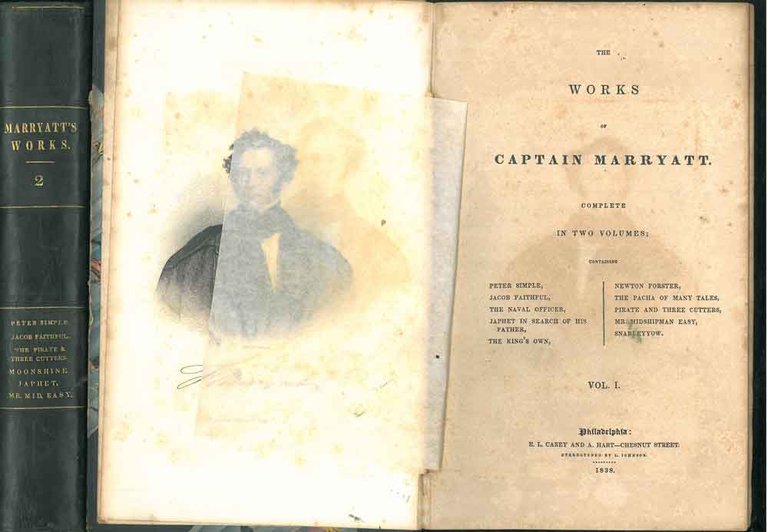 MARRYATT'S
WORKS.
2
PETER SIMPLE
JACOB FAITHFUL.
THE PIRATE &
THREE CUTTERS.
MOONSHINE
JAPHET,
MR. MID. EASY.
THE
WORKS
OF
CAPTAIN MARRYATT.
COMPLETE
IN TWO VOLUMES;
CONTAINING
PETER SIMPLE,
JACOB FAITHFUL,
THE NAVAL OFFICER,
JAPHET IN SEARCH OF HIS
FATHER,
THE KING'S OWN,
NEWTON FORSTER,
THE PACHA OF MANY TALES,
PIRATE AND THREE CUTTERS,
MR. MIDSHIPMAN EASY,
SNARLEYYOW.
VOL. I.
Philadelphia:
E. L. CAREY AND A. HART—CHESNUT STREET.
STEREOTYPED BY L. JOHNSON.
1838.